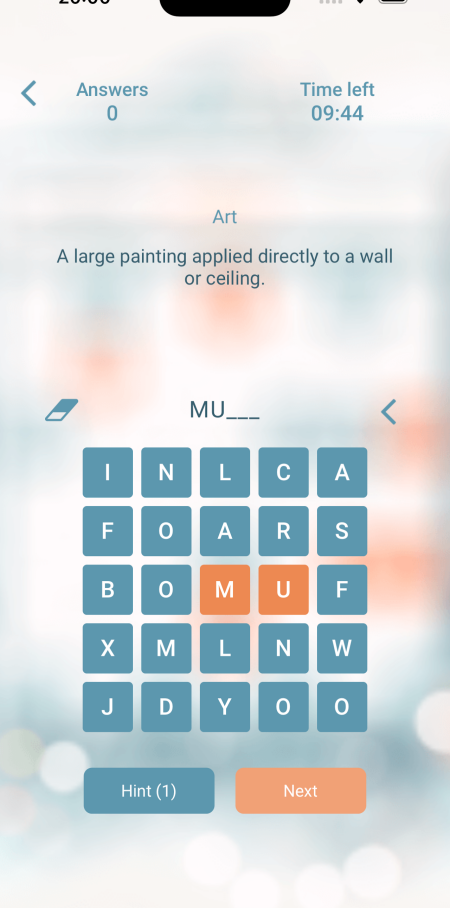 Answers
0
Time left
09:44
Art
A large painting applied directly to a wall
or ceiling.
MU___
I N L C A
F O A R S
B O M U F
X M L N W
J D Y O O
Hint (1)
Next